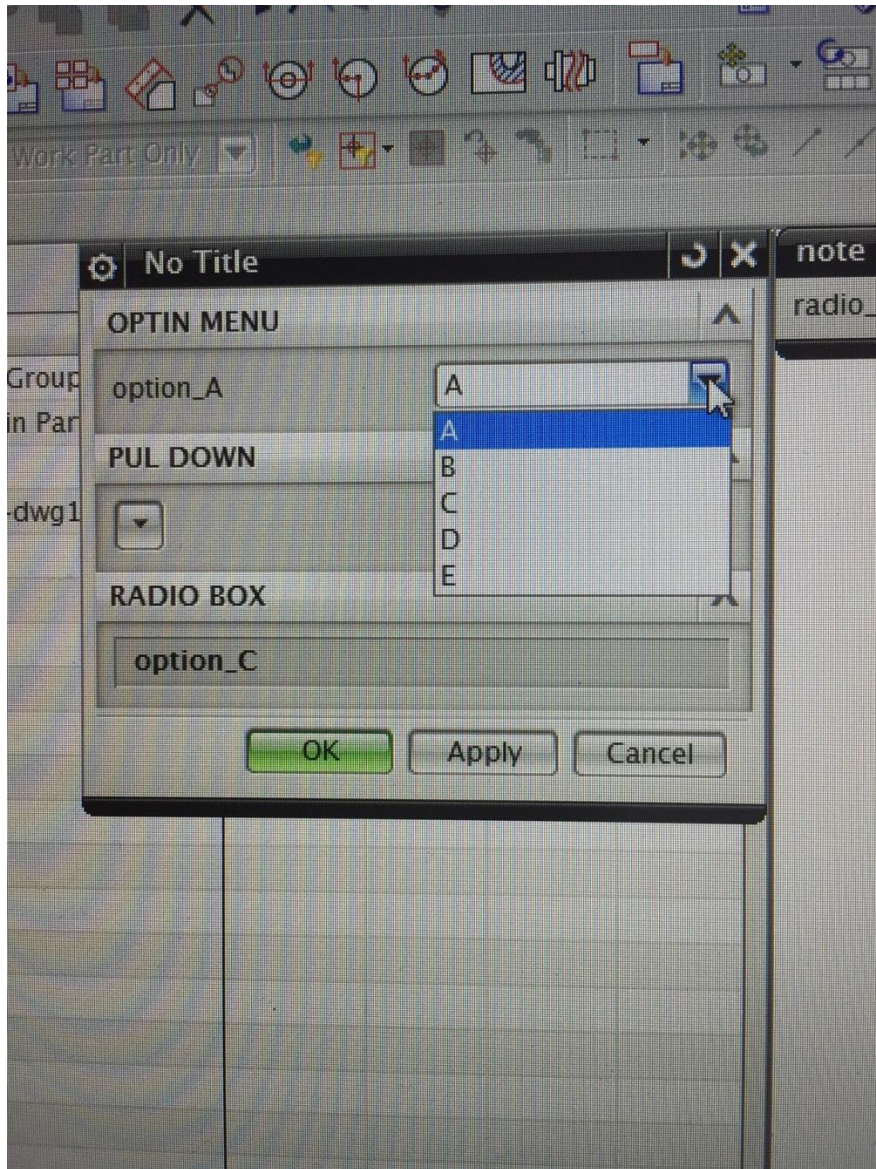 Work Part Only
No Title
note
OPTIN MENU
radio_
Group
option_A
A
in Par
A
PUL DOWN
B
C
-dwg1
D
E
RADIO BOX
option_C
OK
Apply
Cancel